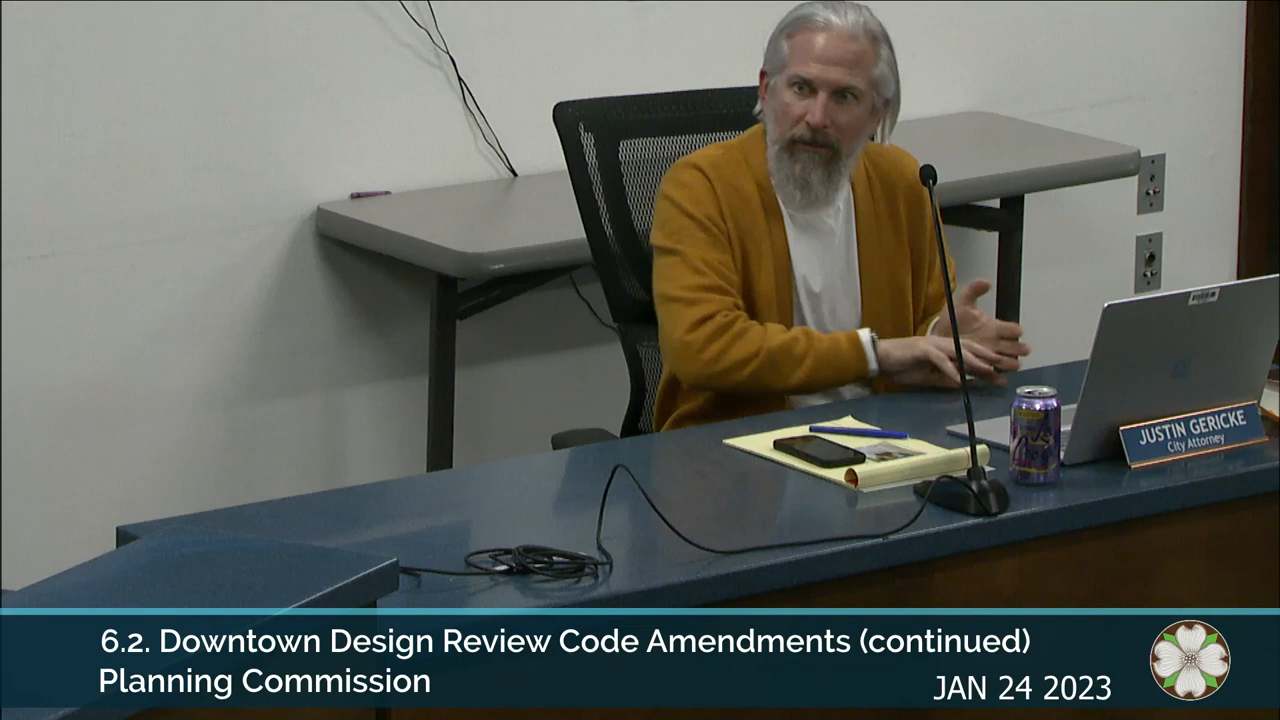 JUSTIN GERICKE
City Attorney
6.2. Downtown Design Review Code Amendments (continued)
Planning Commission
JAN 24 2023